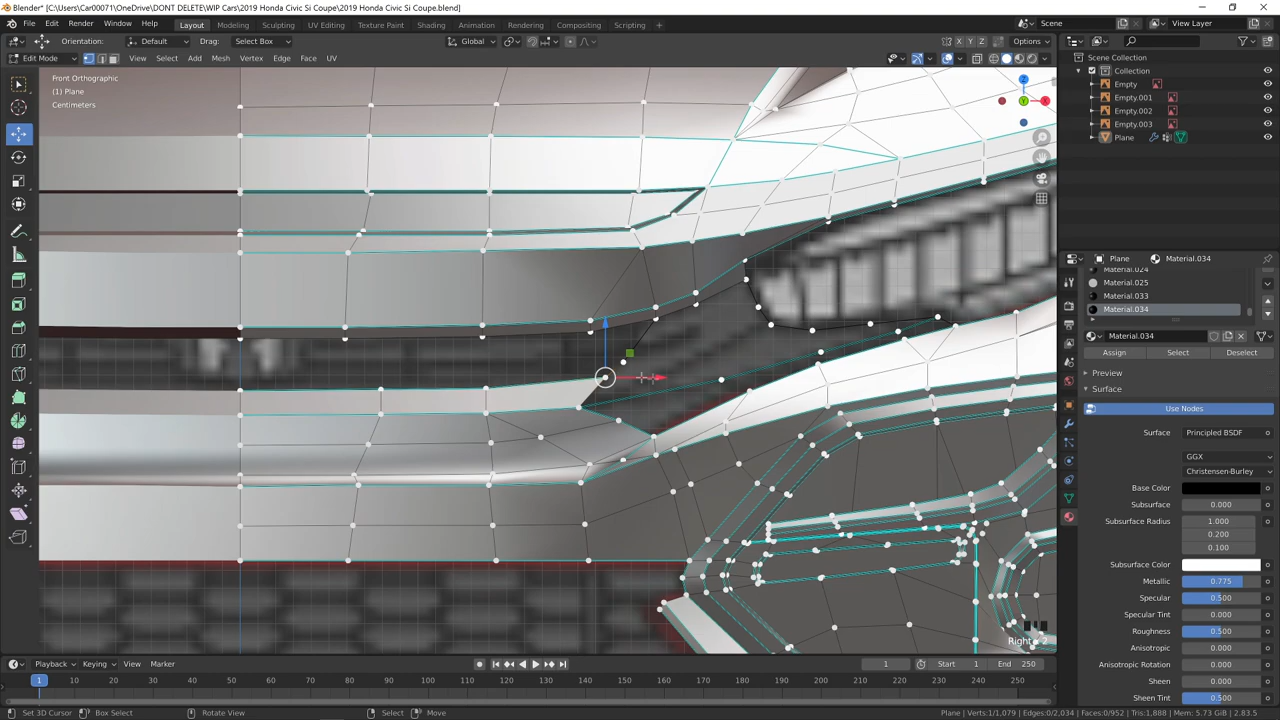 Blender* [C:\Users\Car00071\OneDrive\DONT DELETE\WIP Cars\2019 Honda Civic Si Coupe\2019 Honda Civic Si Coupe.blend]
File Edit Render Window Help Layout Modeling Sculpting UV Editing Texture Paint Shading Animation Rendering Compositing Scripting Scene View Layer
Orientation: Default Drag: Select Box Global X Y Z Options
Edit Mode View Select Add Mesh Vertex Edge Face UV
Front Orthographic
(1) Plane
Centimeters
Z
X
Y
Right 2
Scene Collection
Collection
Empty
Empty.001
Empty.002
Empty.003
Plane
Plane Material.034
Material.024
Material.025
Material.033
Material.034
Material.034
Assign Select Deselect
Preview
Surface
Use Nodes
Surface Principled BSDF
GGX
Christensen-Burley
Base Color
Subsurface 0.000
Subsurface Radius 1.000
0.200
0.100
Subsurface Color
Metallic 0.775
Specular 0.500
Specular Tint 0.000
Roughness 0.500
Anisotropic 0.000
Anisotropic Rotation 0.000
Sheen 0.000
Sheen Tint 0.500
Playback Keying View Marker 1 Start 1 End 250
1 10 20 30 40 50 60 70 80 90 100 110 120 130 140 150 160 170 180 190 200 210 220 230 240 250
Set 3D Cursor Box Select Rotate View Select Move Plane | Verts:1/1,079 | Edges:0/2,034 | Faces:0/952 | Tris:1,888 | Mem: 5.73 GiB | 2.83.5